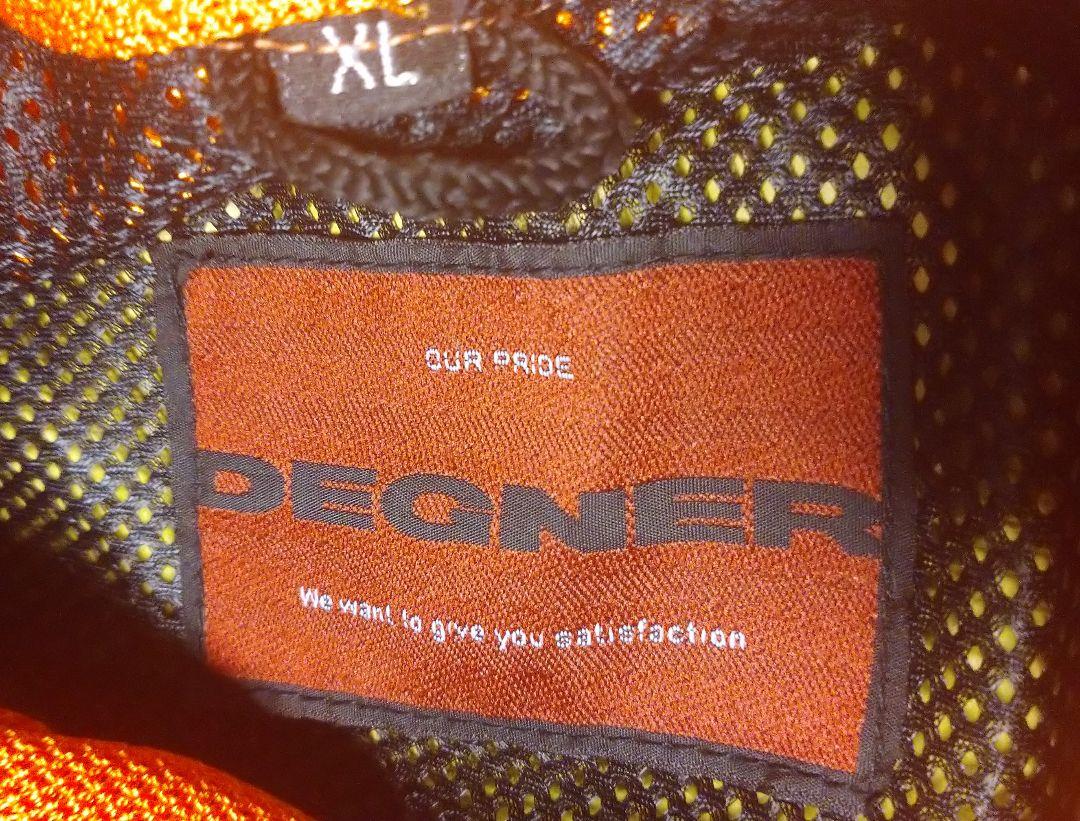 XL
OUR PRIDE
DEGNER
We want to give you satisfaction